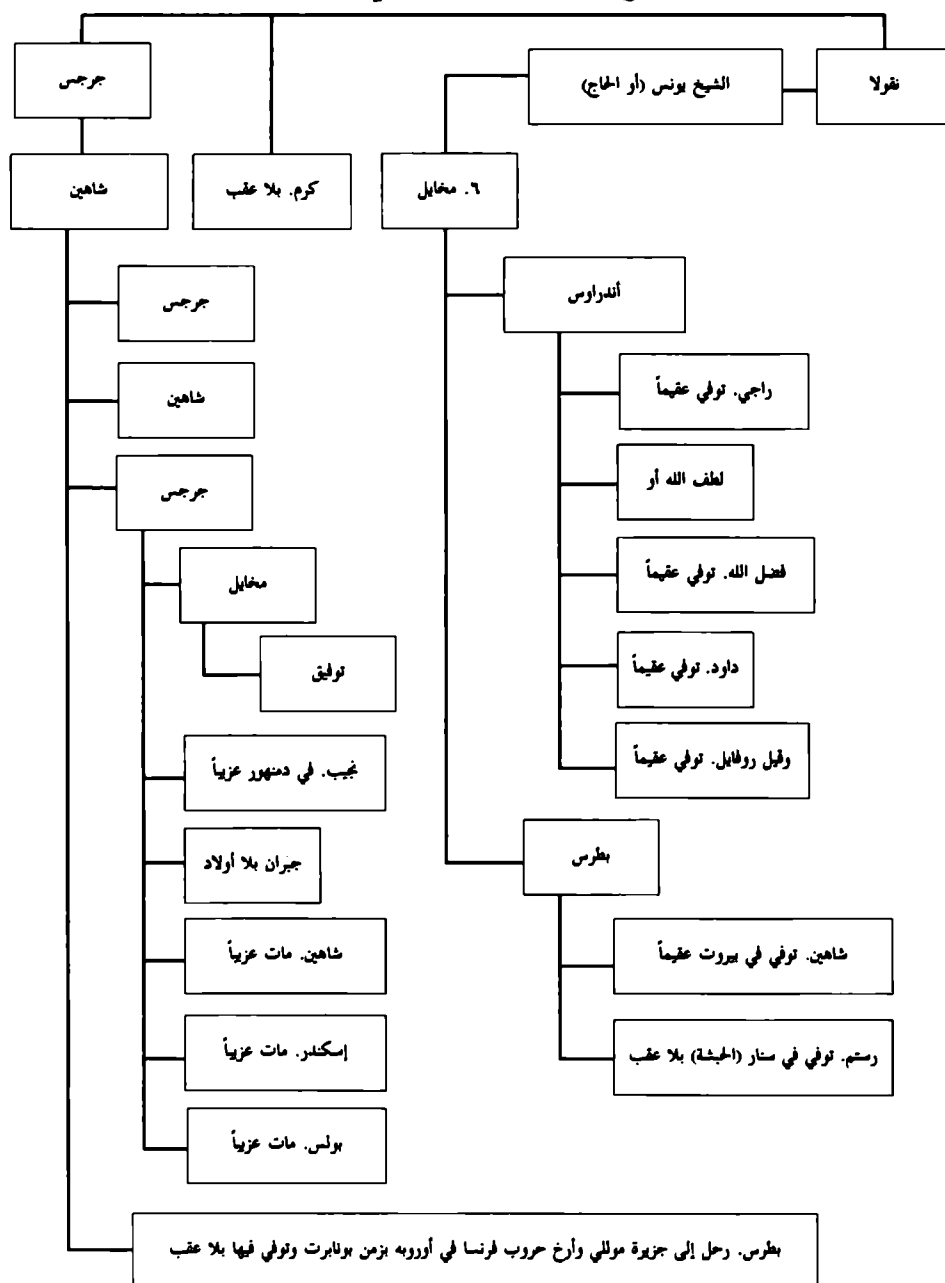 نقولا
الشيخ يونس (أو الحاج)
جرجس
٦. مخايل
كرم. بلا عقب
شاهين
أندراوس
جرجس
راجي. توفي عقيماً
شاهين
لطف الله أو
جرجس
فضل الله. توفي عقيماً
مخايل
داود. توفي عقيماً
توفيق
وقيل روفايل. توفي عقيماً
نجيب. في دمنهور عزيباً
بطرس
جبران بلا أولاد
شاهين. توفي في بيروت عقيماً
شاهين. مات عزيباً
رستم. توفي في سنار (الحبشة) بلا عقب
إسكندر. مات عزيباً
بولس. مات عزيباً
بطرس. رحل إلى جزيرة موللي وأرخ حروب فرنسا في أوروبه بزمن بونابرت وتوفي فيها بلا عقب